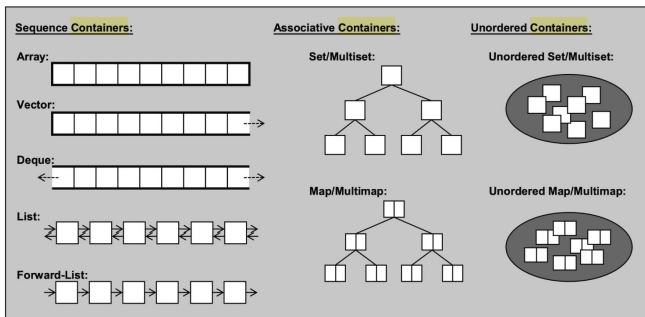 Sequence Containers:
Array:
Vector:
Deque:
List:
Forward-List:
Associative Containers:
Set/Multiset:
Map/Multimap:
Unordered Containers:
Unordered Set/Multiset:
Unordered Map/Multimap: